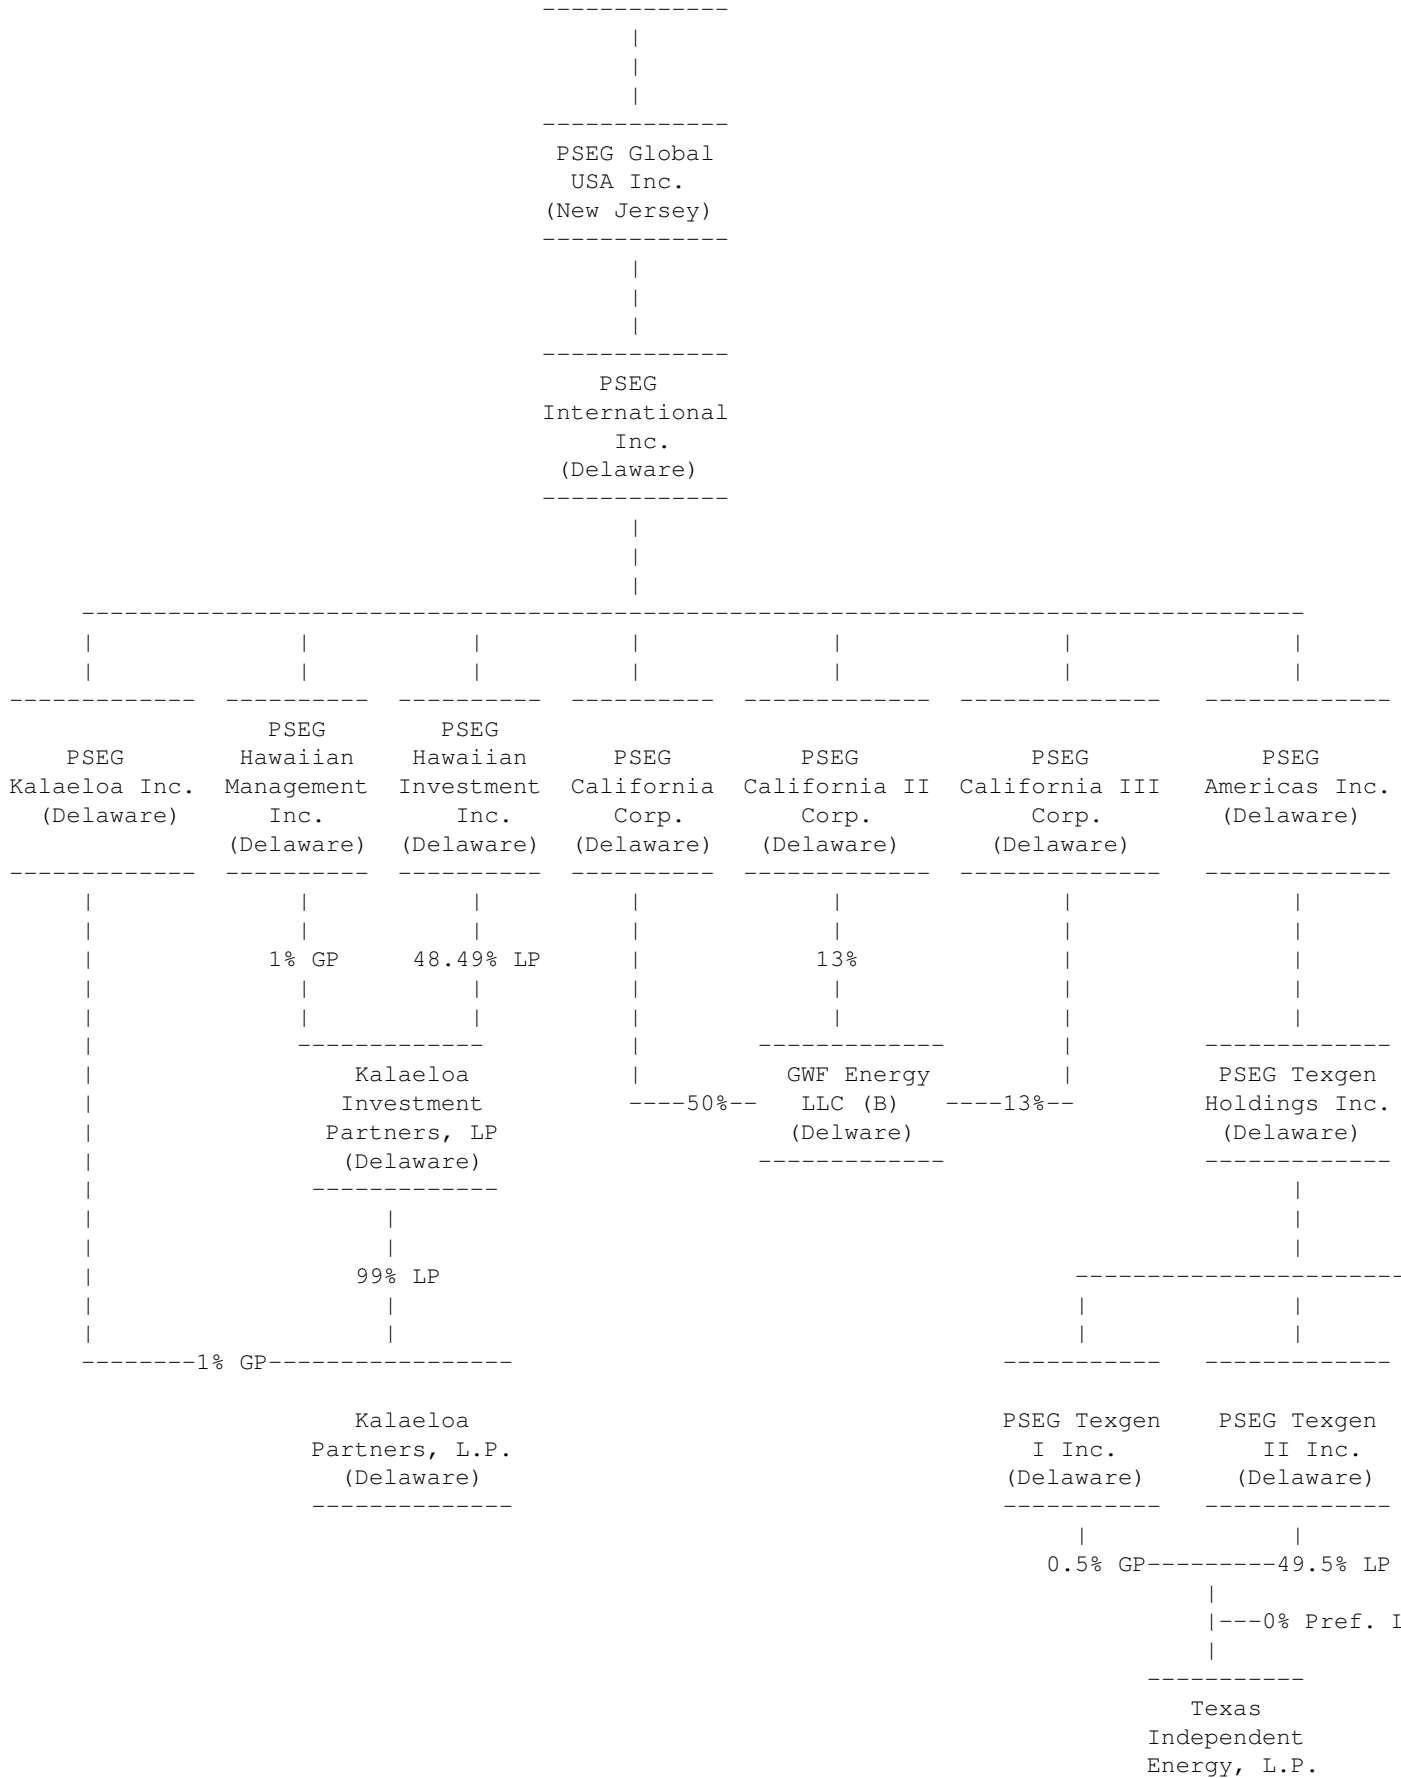 -------------
|
|
|
-------------
PSEG Global
USA Inc.
(New Jersey)
-------------
|
|
|
-------------
PSEG
International
Inc.
(Delaware)
-------------
|
|
|
-------------------------------------------------------------------------------------
| | | | | | |
| | | | | | |
------------- ---------- ---------- ---------- ------------- -------------- -------------
PSEG PSEG
PSEG Hawaiian Hawaiian PSEG PSEG PSEG PSEG
Kalaeloa Inc. Management Investment California California II California III Americas Inc.
(Delaware) Inc. Inc. Corp. Corp. Corp. (Delaware)
(Delaware) (Delaware) (Delaware) (Delaware) (Delaware)
------------- ---------- ---------- ---------- ------------- -------------- -------------
| | | | | | |
| | | | | | |
| 1% GP 48.49% LP | 13% | |
| | | | | | |
| | | | | | |
| ------------- | ------------- | -------------
| Kalaeloa | GWF Energy | PSEG Texgen
| Investment ----50%-- LLC (B) ----13%-- Holdings Inc.
| Partners, LP (Delware) (Delaware)
| (Delaware) ------------- -------------
| ------------- |
| | |
| | |
| 99% LP -----------------------
| | | |
| | | |
--------1% GP----------------- ----------- -------------
Kalaeloa PSEG Texgen PSEG Texgen
Partners, L.P. I Inc. II Inc.
(Delaware) (Delaware) (Delaware)
-------------- ----------- -------------
| |
0.5% GP---------49.5% LP
|
|---0% Pref.
|
-----------
Texas
Independent
Energy, L.P.